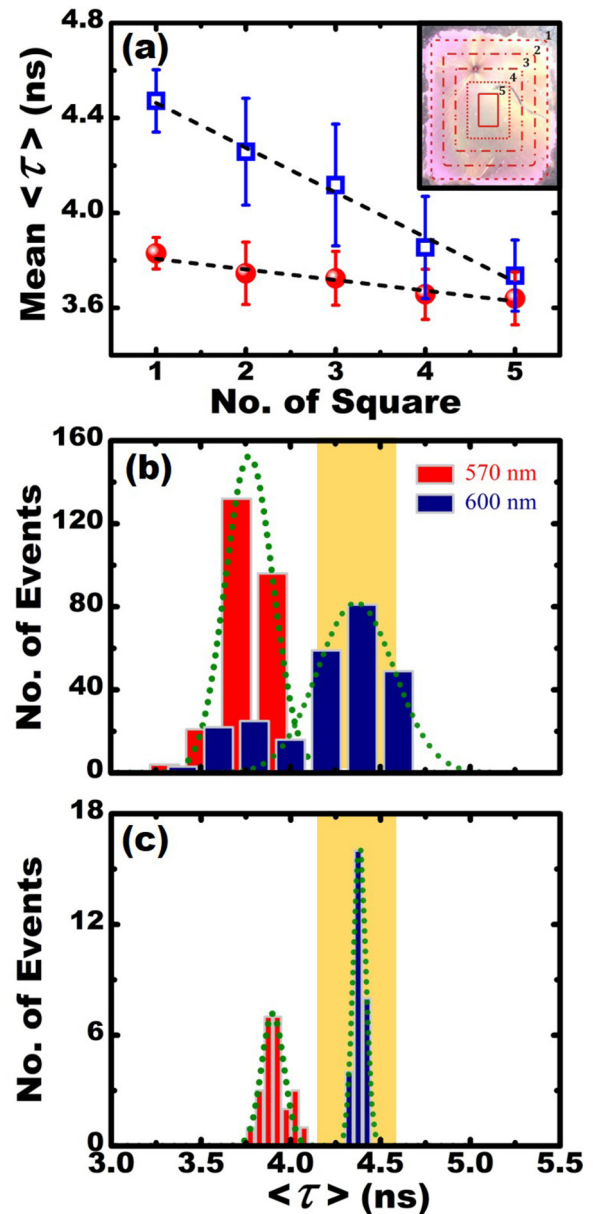 (a)
Mean < τ > (ns)
4.8
4.4
4.0
3.6
1
2
3
4
5
1 2 3 4 5
No. of Square
(b)
No. of Events
160
120
80
40
0
570 nm
600 nm
(c)
No. of Events
18
12
6
0
3.0 3.5 4.0 4.5 5.0 5.5
< τ > (ns)